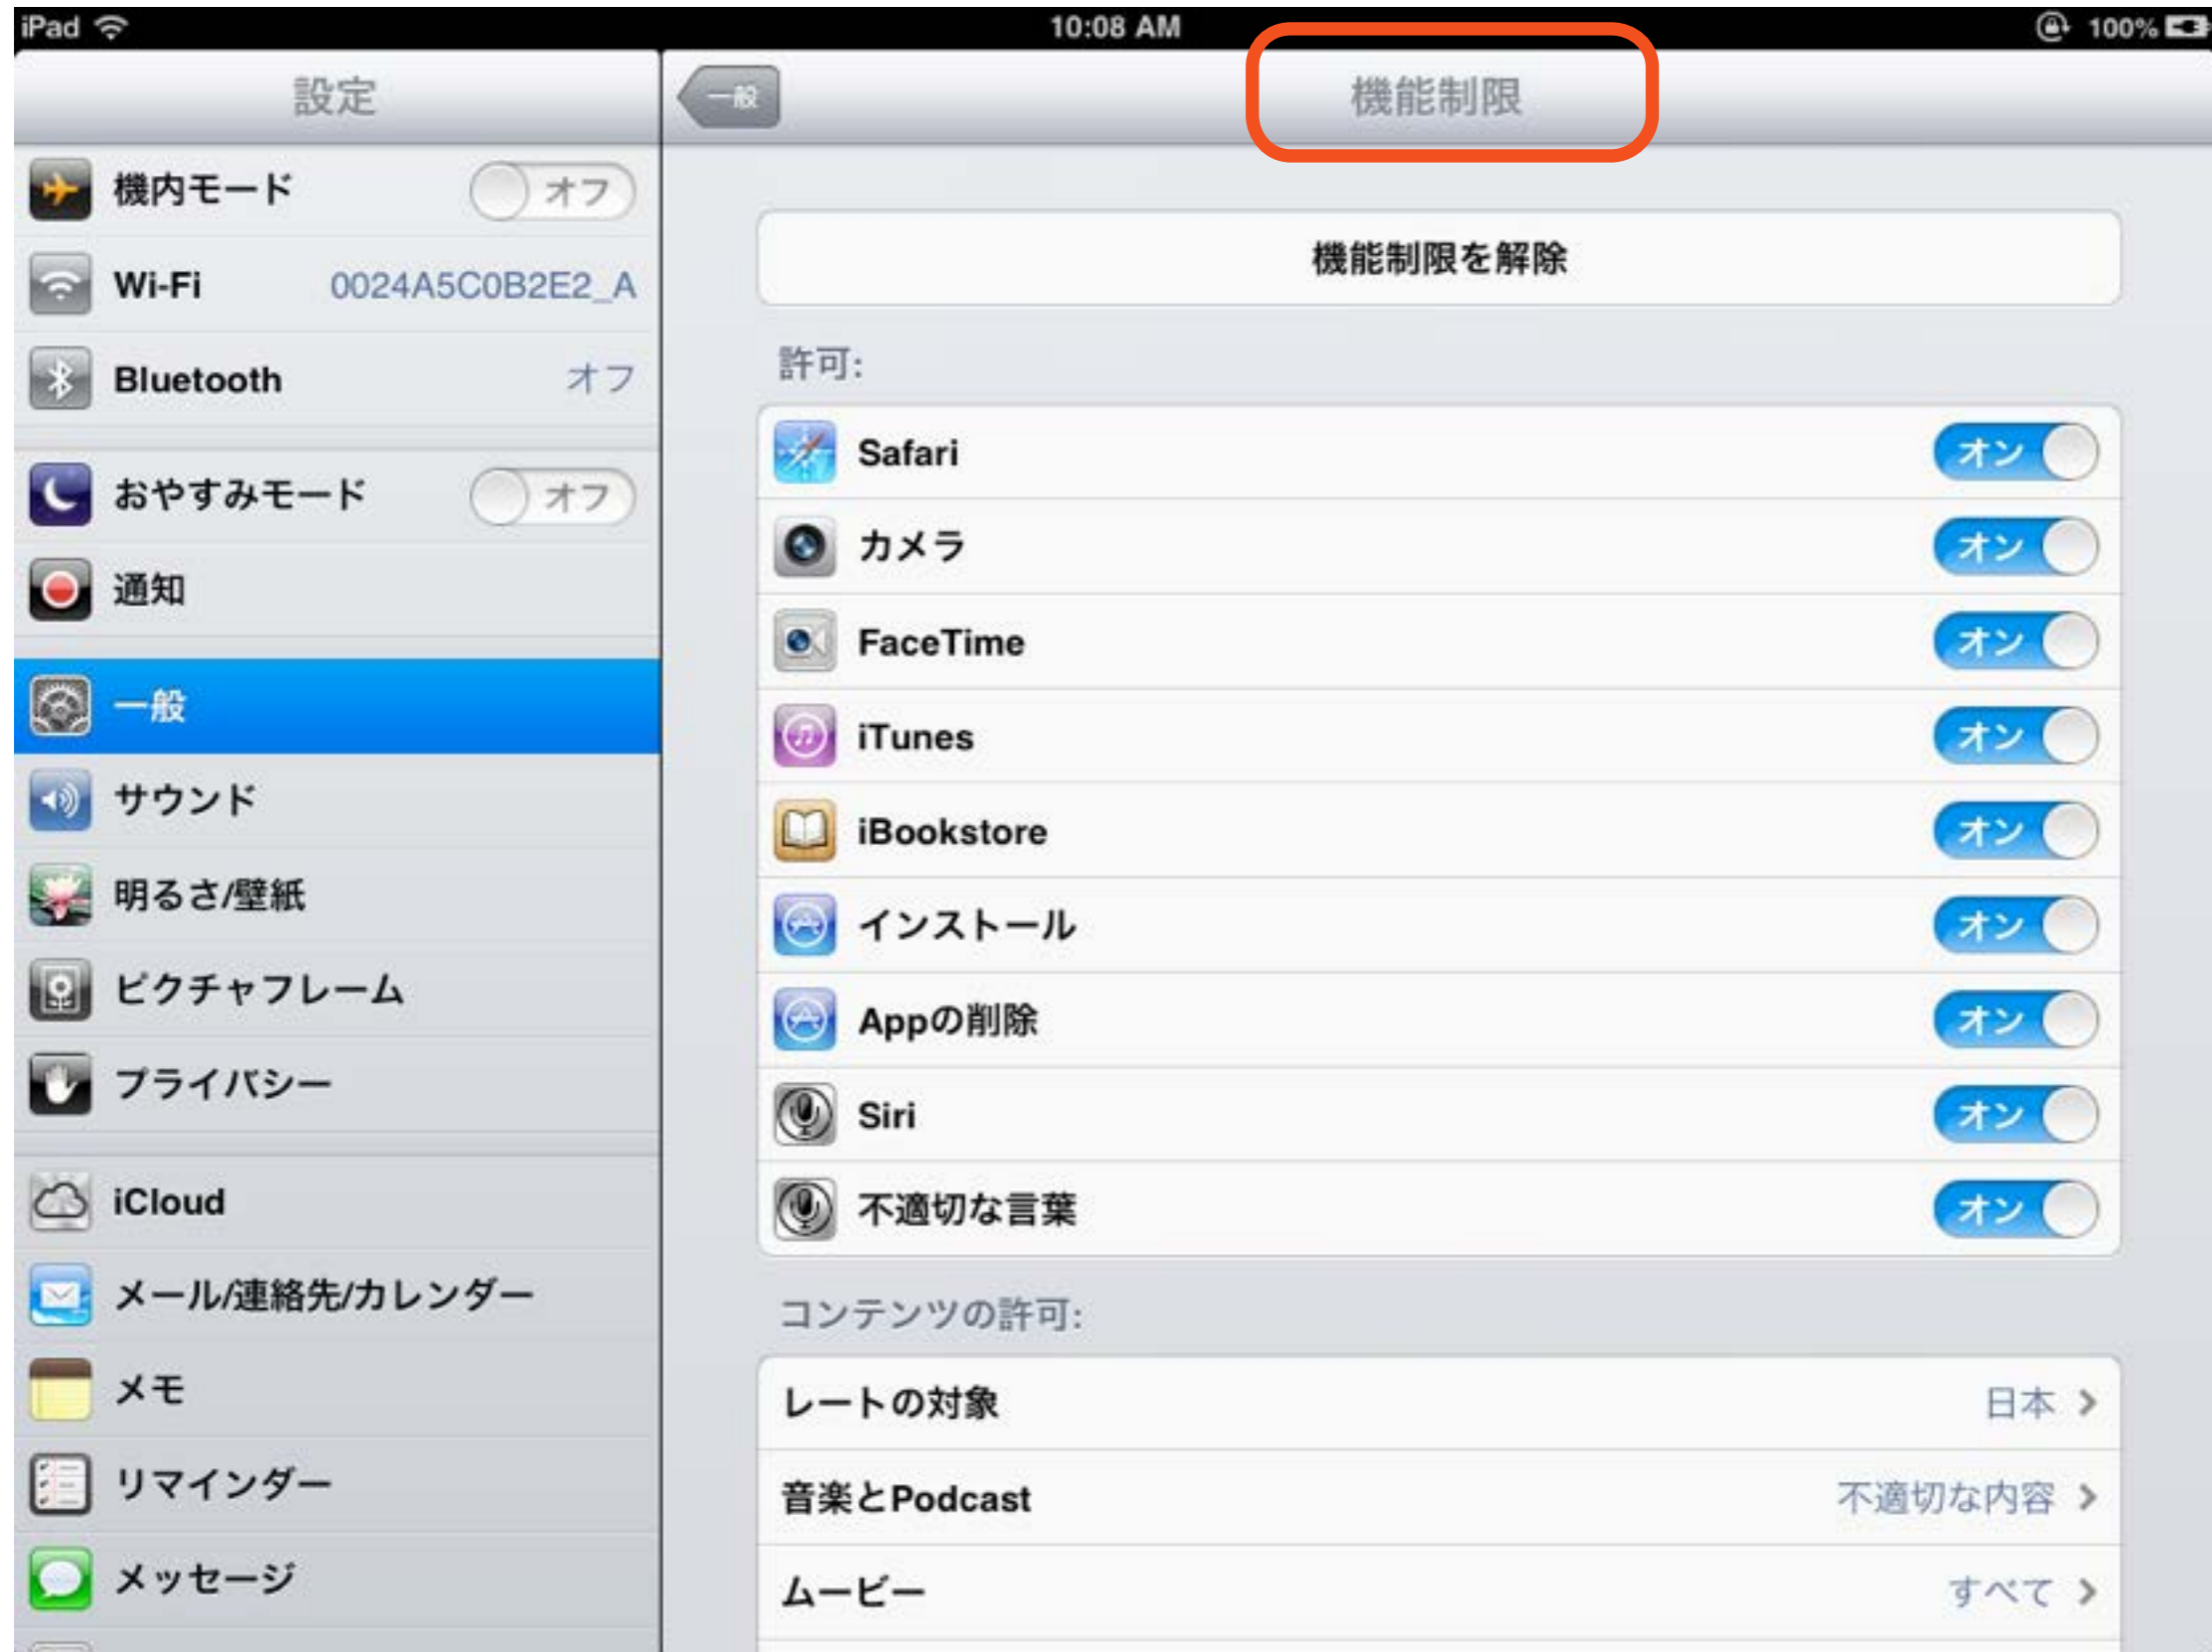 iPad 10:08 AM 100%
設定
機内モード オフ
Wi-Fi 0024A5C0B2E2_A
Bluetooth オフ
おやすみモード オフ
通知
一般
サウンド
明るさ/壁紙
ピクチャフレーム
プライバシー
iCloud
メール/連絡先/カレンダー
メモ
リマインダー
メッセージ
一般 機能制限
機能制限を解除
許可:
Safari オン
カメラ オン
FaceTime オン
iTunes オン
iBookstore オン
インストール オン
Appの削除 オン
Siri オン
不適切な言葉 オン
コンテンツの許可:
レートの対象 日本
音楽とPodcast 不適切な内容
ムービー すべて